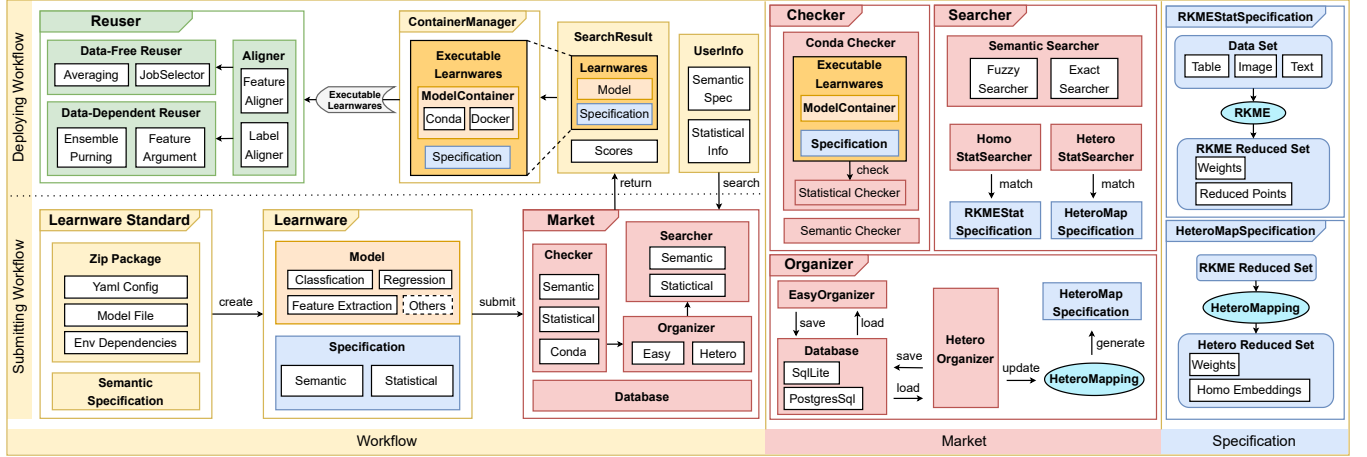 Deploying Workflow
Reuser
Data-Free Reuser
Averaging
JobSelector
Data-Dependent Reuser
Ensemble
Purning
Feature
Argument
Aligner
Feature
Aligner
Label
Aligner
Executable
Learnwares
ContainerManager
Executable
Learnwares
ModelContainer
Conda
Docker
Specification
SearchResult
Learnwares
Model
Specification
Scores
return
UserInfo
Semantic
Spec
Statistical
Info
search
Submitting Workflow
Learnware Standard
Zip Package
Yaml Config
Model File
Env Dependencies
Semantic
Specification
create
Learnware
Model
Classfication
Regression
Feature Extraction
Others
Specification
Semantic
Statistical
submit
Market
Checker
Semantic
Statistical
Conda
Searcher
Semantic
Statictical
Organizer
Easy
Hetero
Database
Workflow
Checker
Conda Checker
Executable
Learnwares
ModelContainer
Specification
check
Statistical Checker
Semantic Checker
Searcher
Semantic Searcher
Fuzzy
Searcher
Exact
Searcher
Homo
StatSearcher
Hetero
StatSearcher
match
match
RKMEStat
Specification
HeteroMap
Specification
Organizer
EasyOrganizer
save
load
Database
SqlLite
PostgresSql
save
load
Hetero
Organizer
update
HeteroMap
Specification
generate
HeteroMapping
Market
RKMEStatSpecification
Data Set
Table
Image
Text
RKME
RKME Reduced Set
Weights
Reduced Points
HeteroMapSpecification
RKME Reduced Set
HeteroMapping
Hetero Reduced Set
Weights
Homo Embeddings
Specification